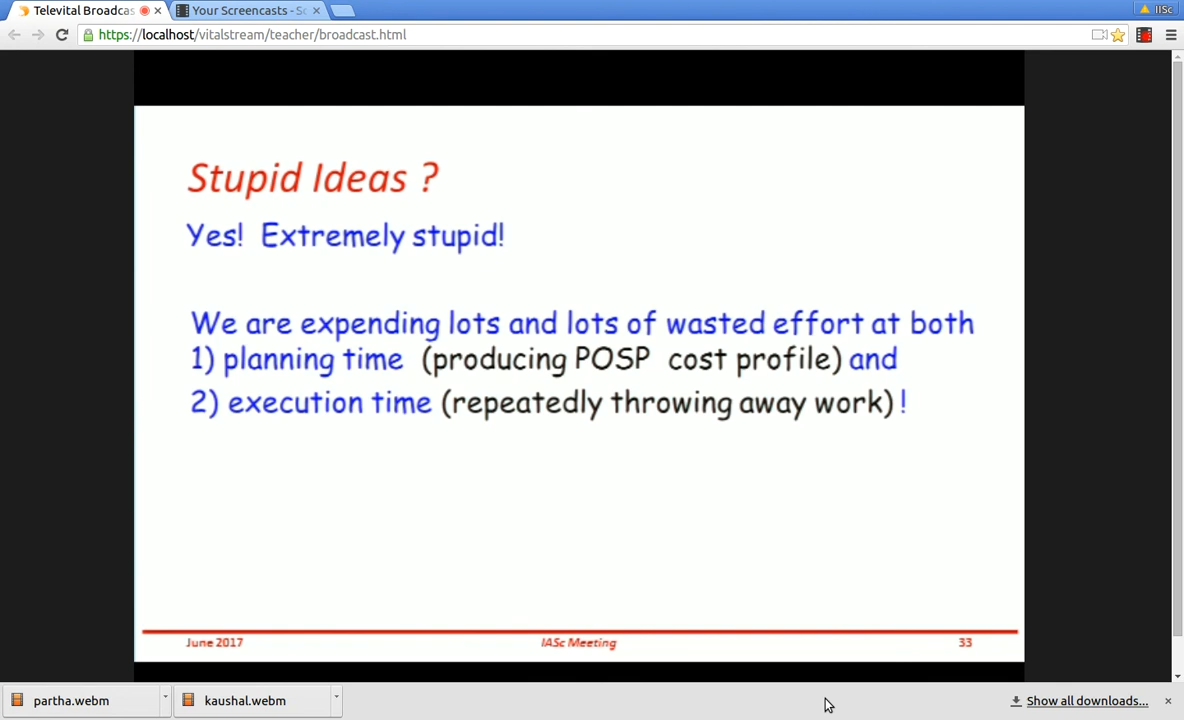 Televital Broadcas
Your Screencasts - Sc
IISc
https://localhost/vitalstream/teacher/broadcast.html
Stupid Ideas ?
Yes! Extremely stupid!
We are expending lots and lots of wasted effort at both
1) planning time (producing POSP cost profile) and
2) execution time (repeatedly throwing away work) !
June 2017 IASc Meeting 33
partha.webm kaushal.webm Show all downloads...